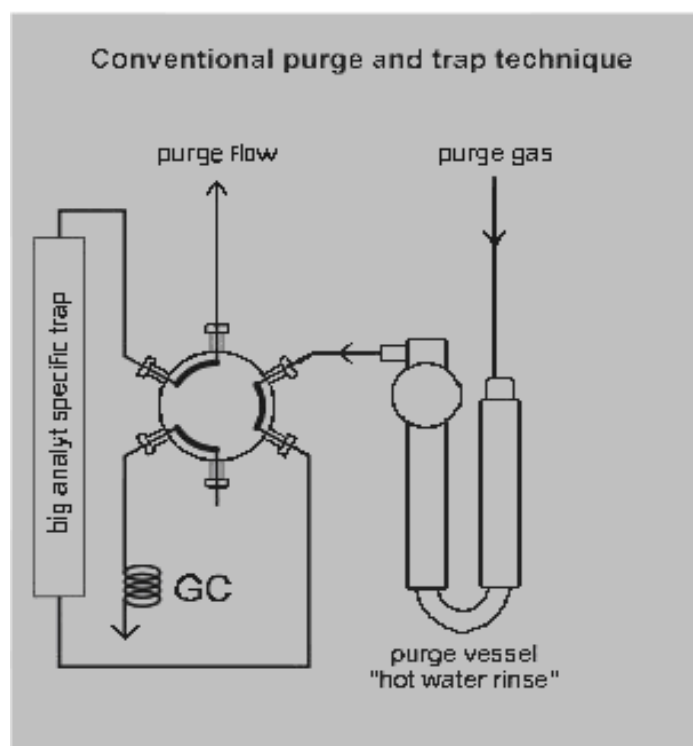 Conventional purge and trap technique
purge flow
purge gas
big analyt specific trap
GC
purge vessel
"hot water rinse"